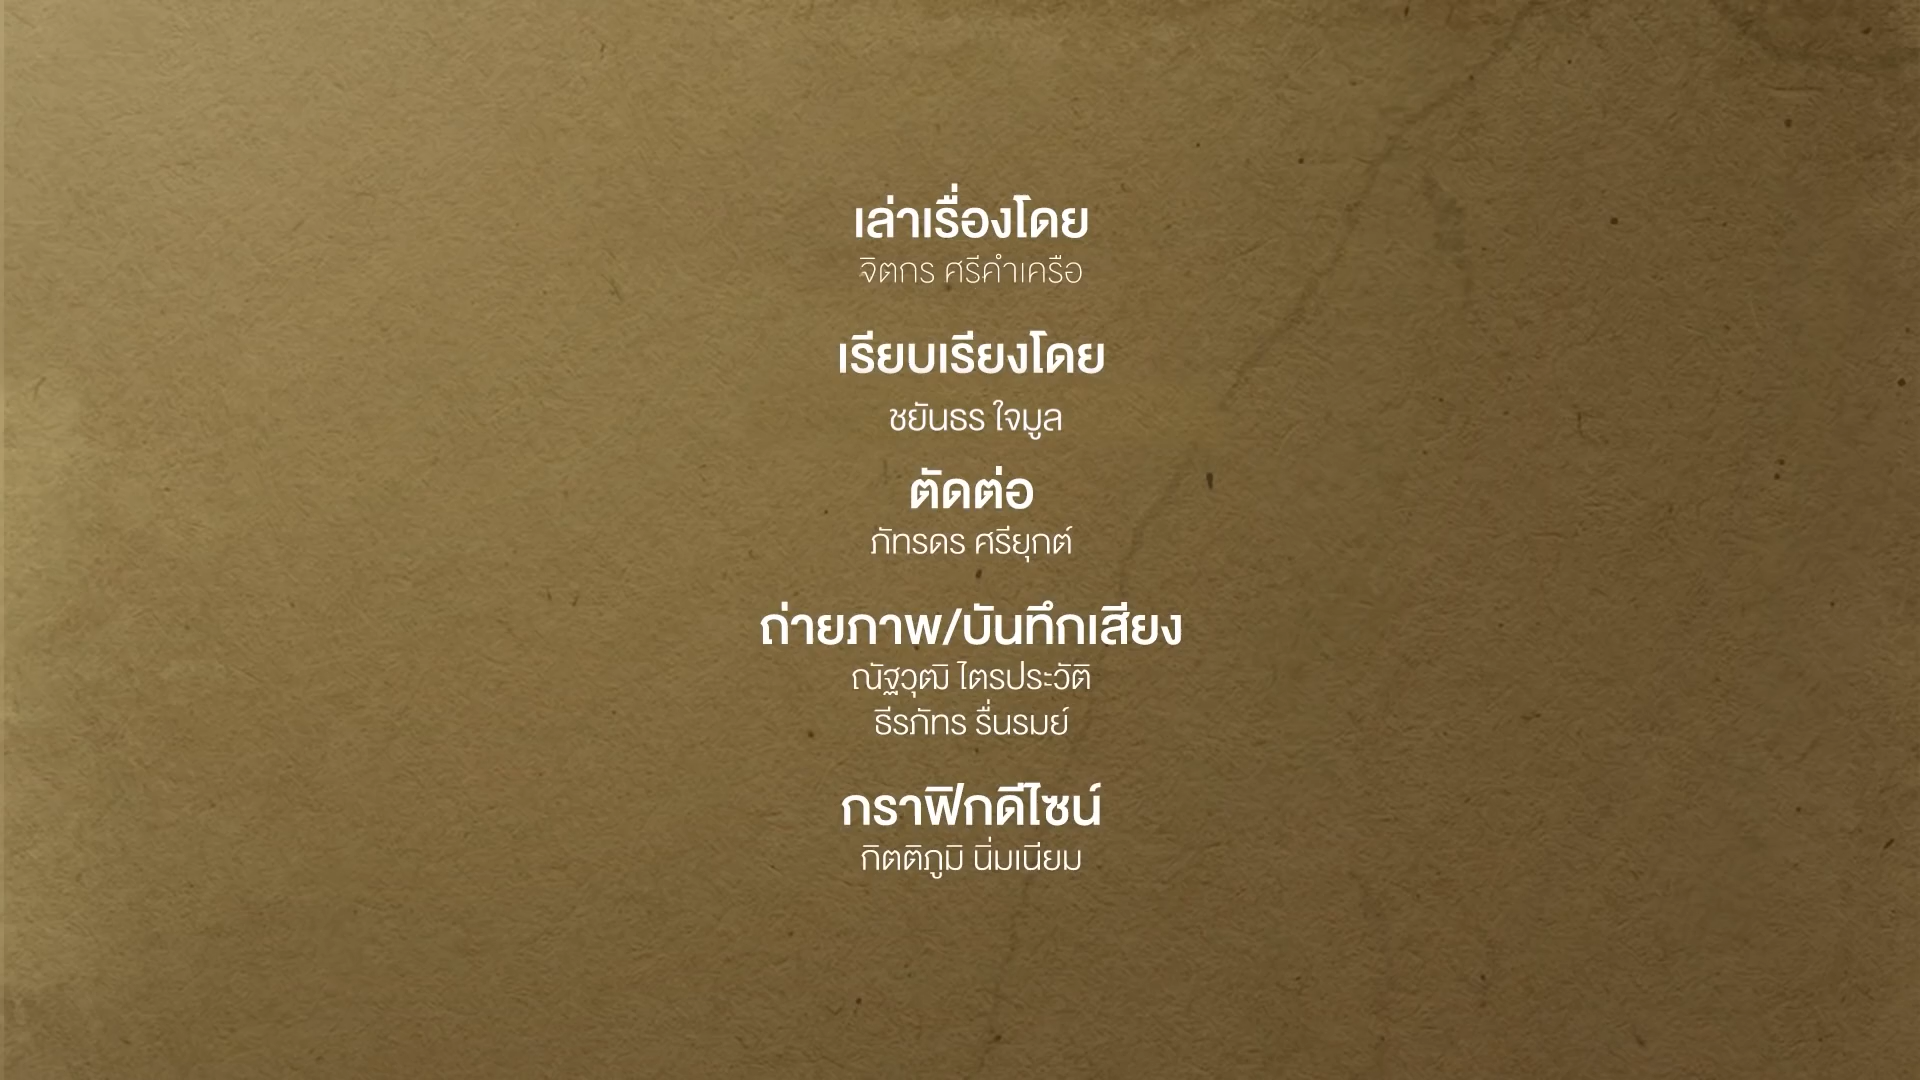 เล่าเรื่องโดย
จิตกร ศรีคำเครือ
เรียบเรียงโดย
ชยันธร ใจมูล
ตัดต่อ
ภัทรดร ศรียุกต์
ถ่ายภาพ/บันทึกเสียง
ณัฐวุฒิ ไตรประวัติ
ธีรภัทร รื่นรมย์
กราฟิกดีไซน์
กิตติภูมิ นิ่มเนียม